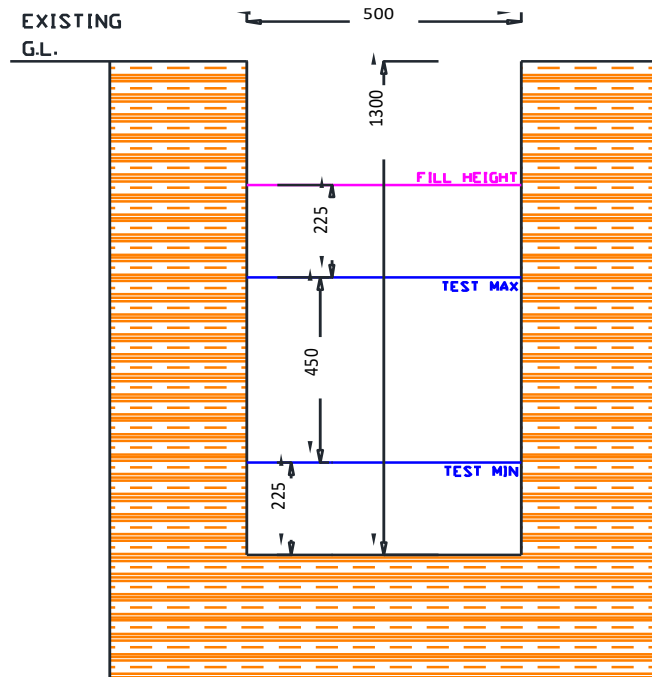 EXISTING
G.L.
500
1300
FILL HEIGHT
225
TEST MAX
450
TEST MIN
225